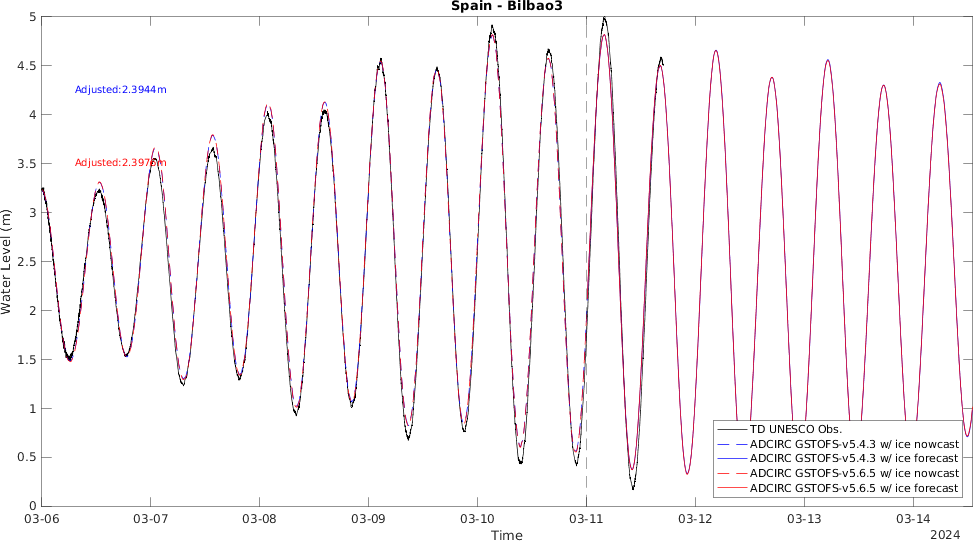 Spain - Bilbao3
5
4.5
4
3.5
3
2.5
2
1.5
1
0.5
0
Water Level (m)
Adjusted:2.3944m
TD UNESCO Obs.
ADCIRC GSTOFS-v5.4.3 w/ ice nowcast
ADCIRC GSTOFS-v5.4.3 w/ ice forecast
ADCIRC GSTOFS-v5.6.5 w/ ice nowcast
ADCIRC GSTOFS-v5.6.5 w/ ice forecast
03-06 03-07 03-08 03-09 03-10 03-11 03-12 03-13 03-14
Time
2024